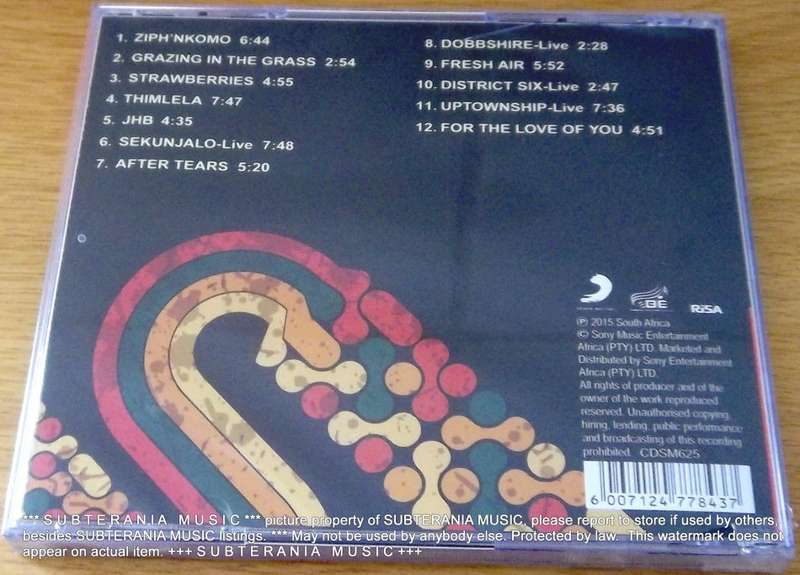 1. ZIPH'NKOMO 6:44
2. GRAZING IN THE GRASS 2:54
3. STRAWBERRIES 4:55
4. THIMLELA 7:47
5. JHB 4:35
6. SEKUNJALO-Live 7:48
7. AFTER TEARS 5:20
8. DOBBSHIRE-Live 2:28
9. FRESH AIR 5:52
10. DISTRICT SIX-Live 2:47
11. UPTOWNSHIP-Live 7:36
12. FOR THE LOVE OF YOU 4:51
RiSA
℗ 2015 South Africa
© Sony Music Entertainment
Africa (PTY) LTD. Marketed and
Distributed by Sony Entertainment
Africa (PTY) LTD.
All rights of producer and of the
owner of the work reproduced
reserved. Unauthorised copying,
hiring, lending, public performance
and broadcasting of this recording
prohibited. CDSM625
6 007124 778437
*** S U B T E R A N I A M U S I C *** picture property of SUBTERANIA MUSIC, please report to store if used by others,
besides SUBTERANIA MUSIC listings. *** May not be used by anybody else. Protected by law. This watermark does not
appear on actual item. +++ S U B T E R A N I A M U S I C +++